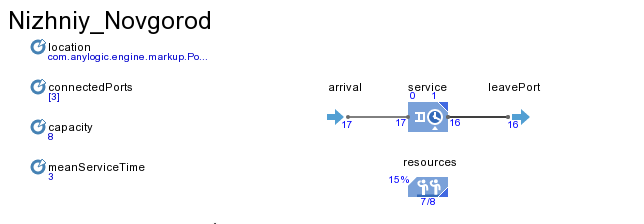 Nizhniy_Novgorod
location
com.anylogic.engine.markup.Po...
connectedPorts
[3]
capacity
8
meanServiceTime
3
arrival
service
leavePort
0
1
17
17
16
16
resources
15%
7/8